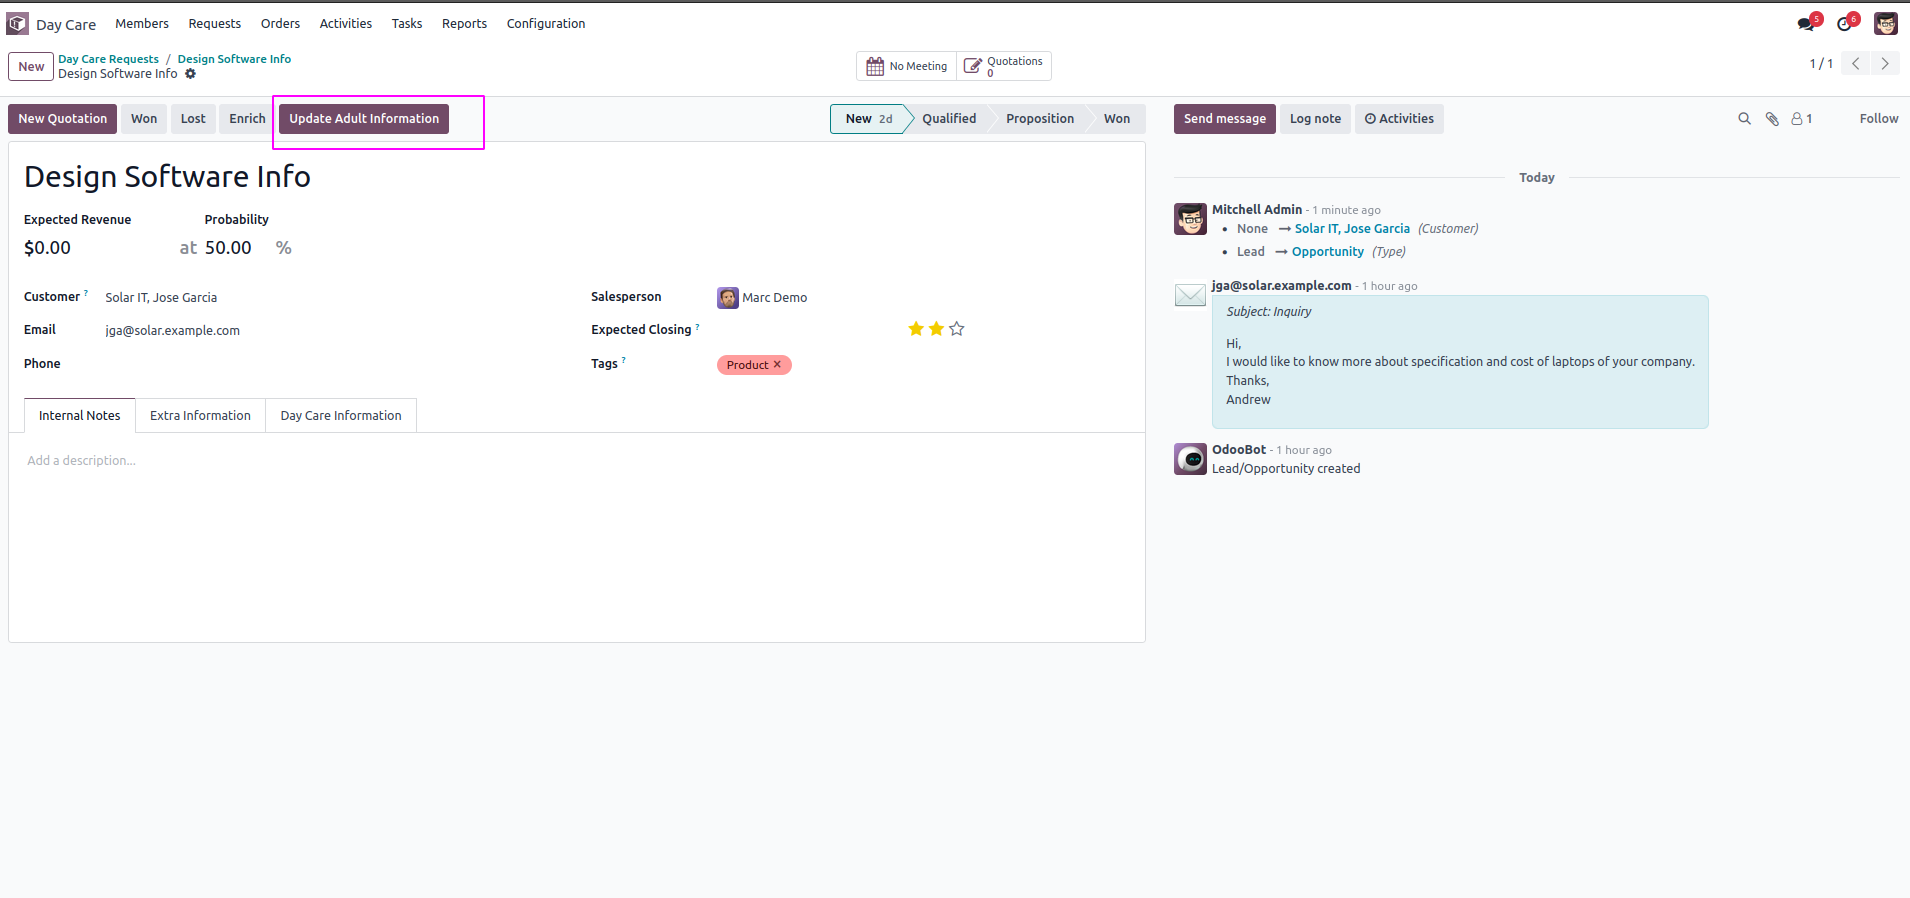 Day Care Members Requests Orders Activities Tasks Reports Configuration 5 6
New Day Care Requests / Design Software Info
Design Software Info
No Meeting Quotations 0 1 / 1
New Quotation Won Lost Enrich Update Adult Information New 2d Qualified Proposition Won
Send message Log note Activities 1 Follow
Design Software Info
Expected Revenue Probability
$0.00 at 50.00 %
Customer ? Solar IT, Jose Garcia
Email jga@solar.example.com
Phone
Salesperson Marc Demo
Expected Closing ?
Tags ? Product ×
Internal Notes Extra Information Day Care Information
Add a description...
Today
Mitchell Admin - 1 minute ago
• None → Solar IT, Jose Garcia (Customer)
• Lead → Opportunity (Type)
jga@solar.example.com - 1 hour ago
Subject: Inquiry
Hi,
I would like to know more about specification and cost of laptops of your company.
Thanks,
Andrew
OdooBot - 1 hour ago
Lead/Opportunity created